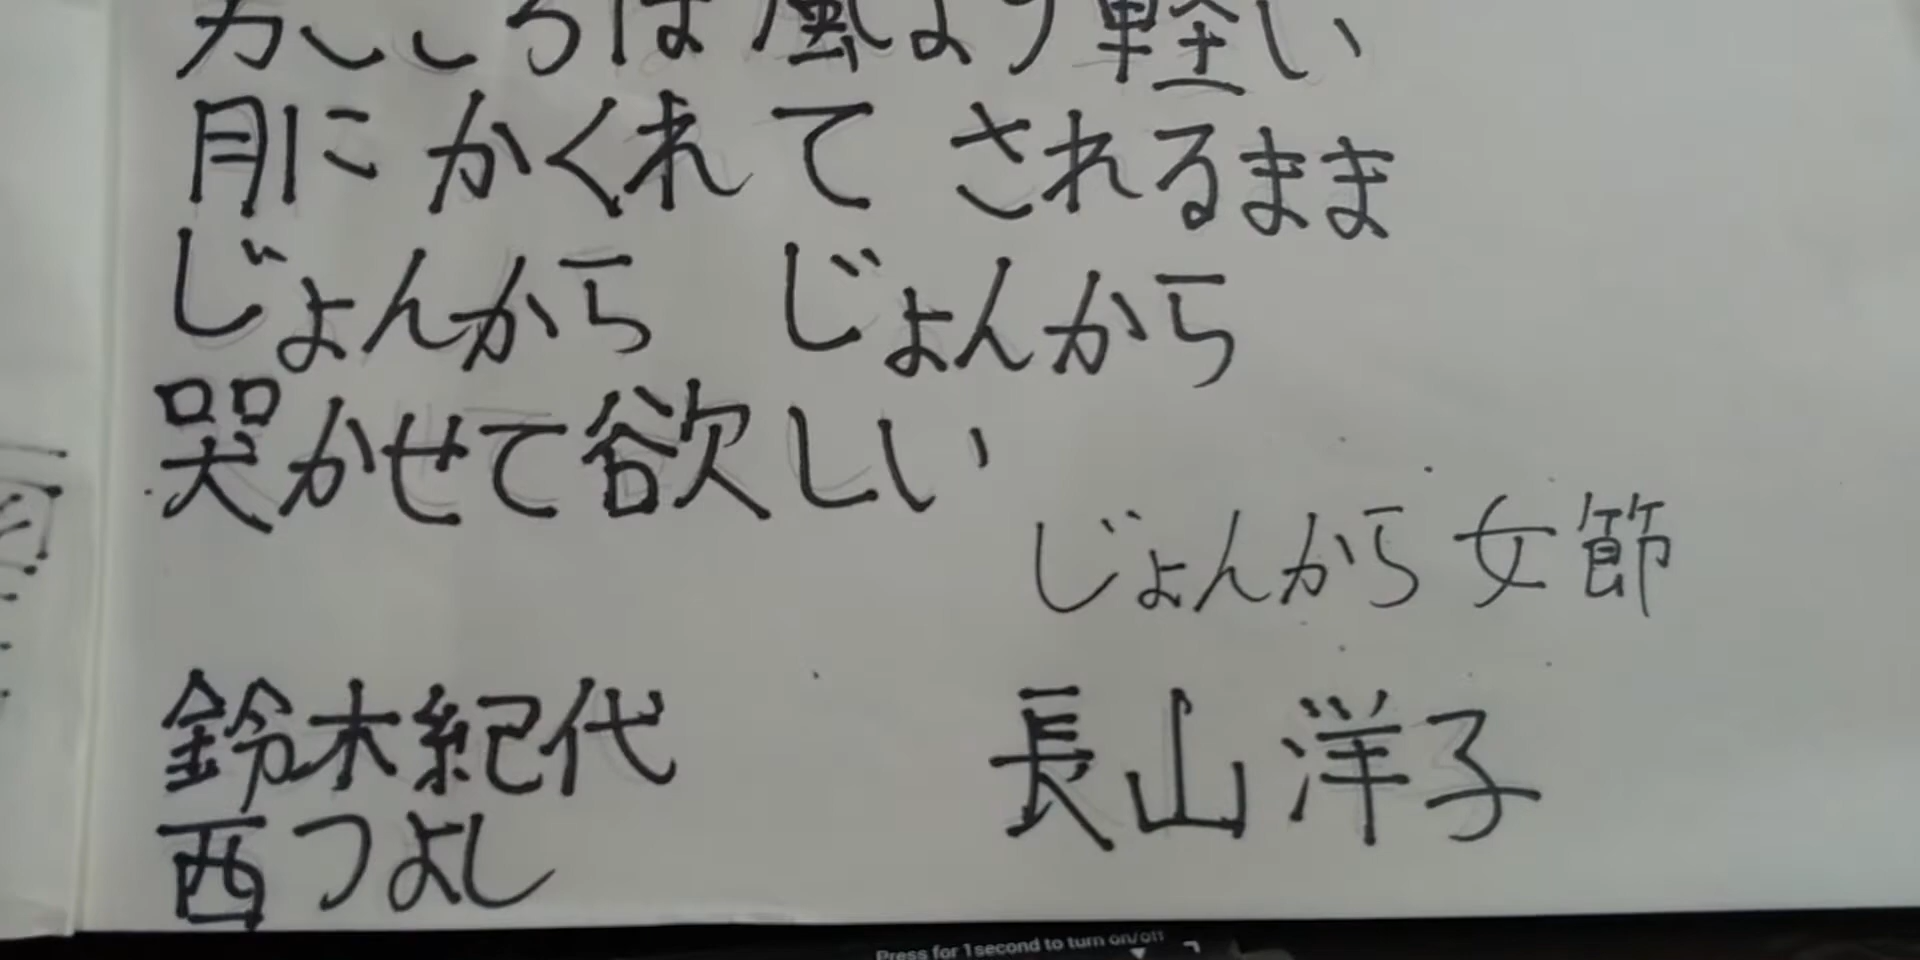 男ごころは風より軽い
月に かくれて されるまま
じょんから じょんから
哭かせて欲しい
じょんから女節
鈴木紀代
長山洋子
西つよし
Press for 1second to turn on/off